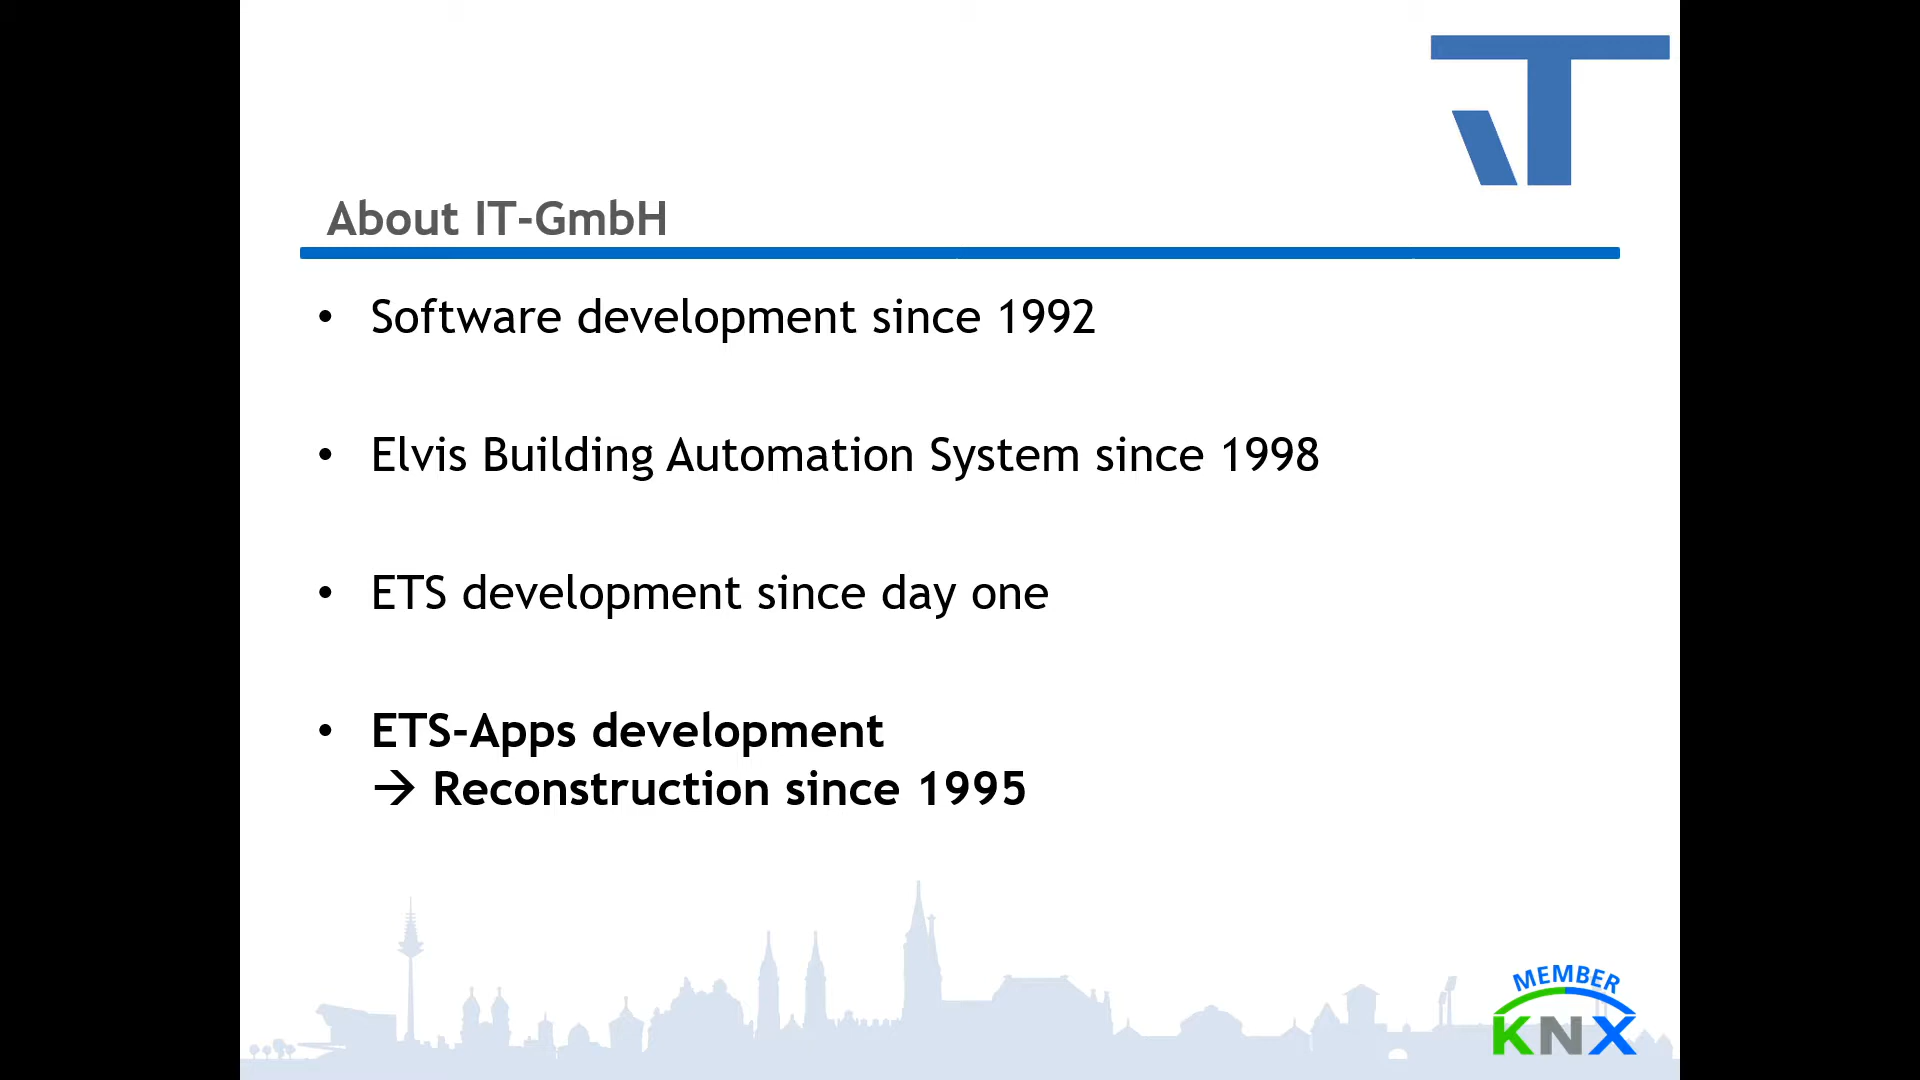 IT
About IT-GmbH
• Software development since 1992
• Elvis Building Automation System since 1998
• ETS development since day one
• ETS-Apps development
→ Reconstruction since 1995
MEMBER
KNX